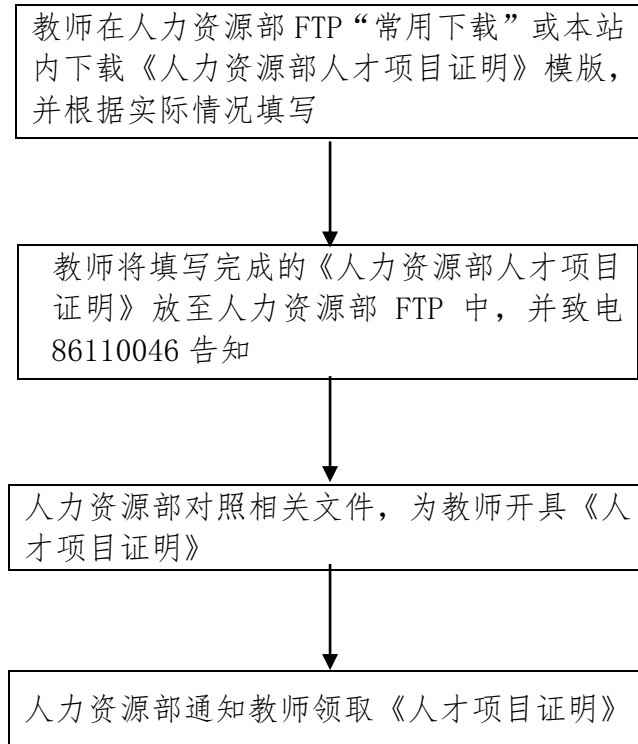 教师在人力资源部 FTP“常用下载”或本站
内下载《人力资源部人才项目证明》模版，
并根据实际情况填写
教师将填写完成的《人力资源部人才项目
证明》放至人力资源部 FTP 中，并致电
86110046 告知
人力资源部对照相关文件，为教师开具《人
才项目证明》
人力资源部通知教师领取《人才项目证明》